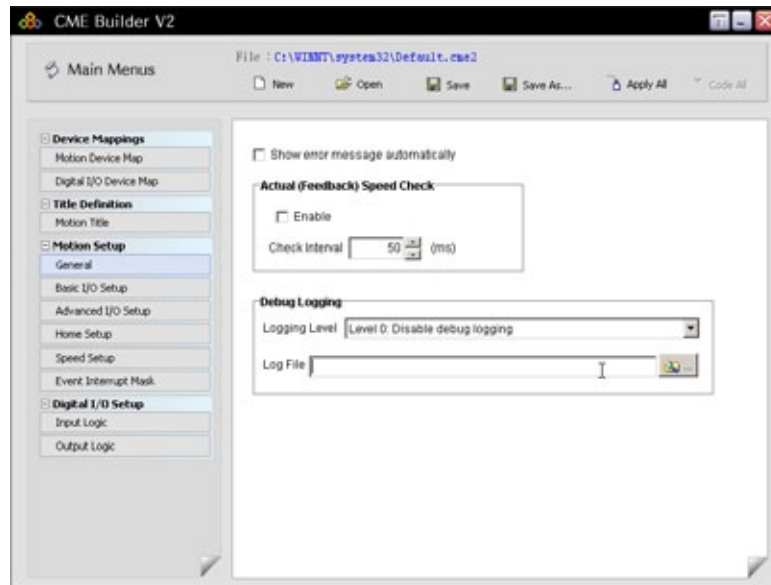 CME Builder V2
Main Menus
File : C:\WINNT\system32\Default.cme2
New Open Save Save As... Apply All Code All
Device Mappings
Motion Device Map
Digital I/O Device Map
Title Definition
Motion Title
Motion Setup
General
Basic I/O Setup
Advanced I/O Setup
Home Setup
Speed Setup
Event Interrupt Mask
Digital I/O Setup
Input Logic
Output Logic
Show error message automatically
Actual (Feedback) Speed Check
Enable
Check Interval 50 (ms)
Debug Logging
Logging Level Level 0: Disable debug logging
Log File ...